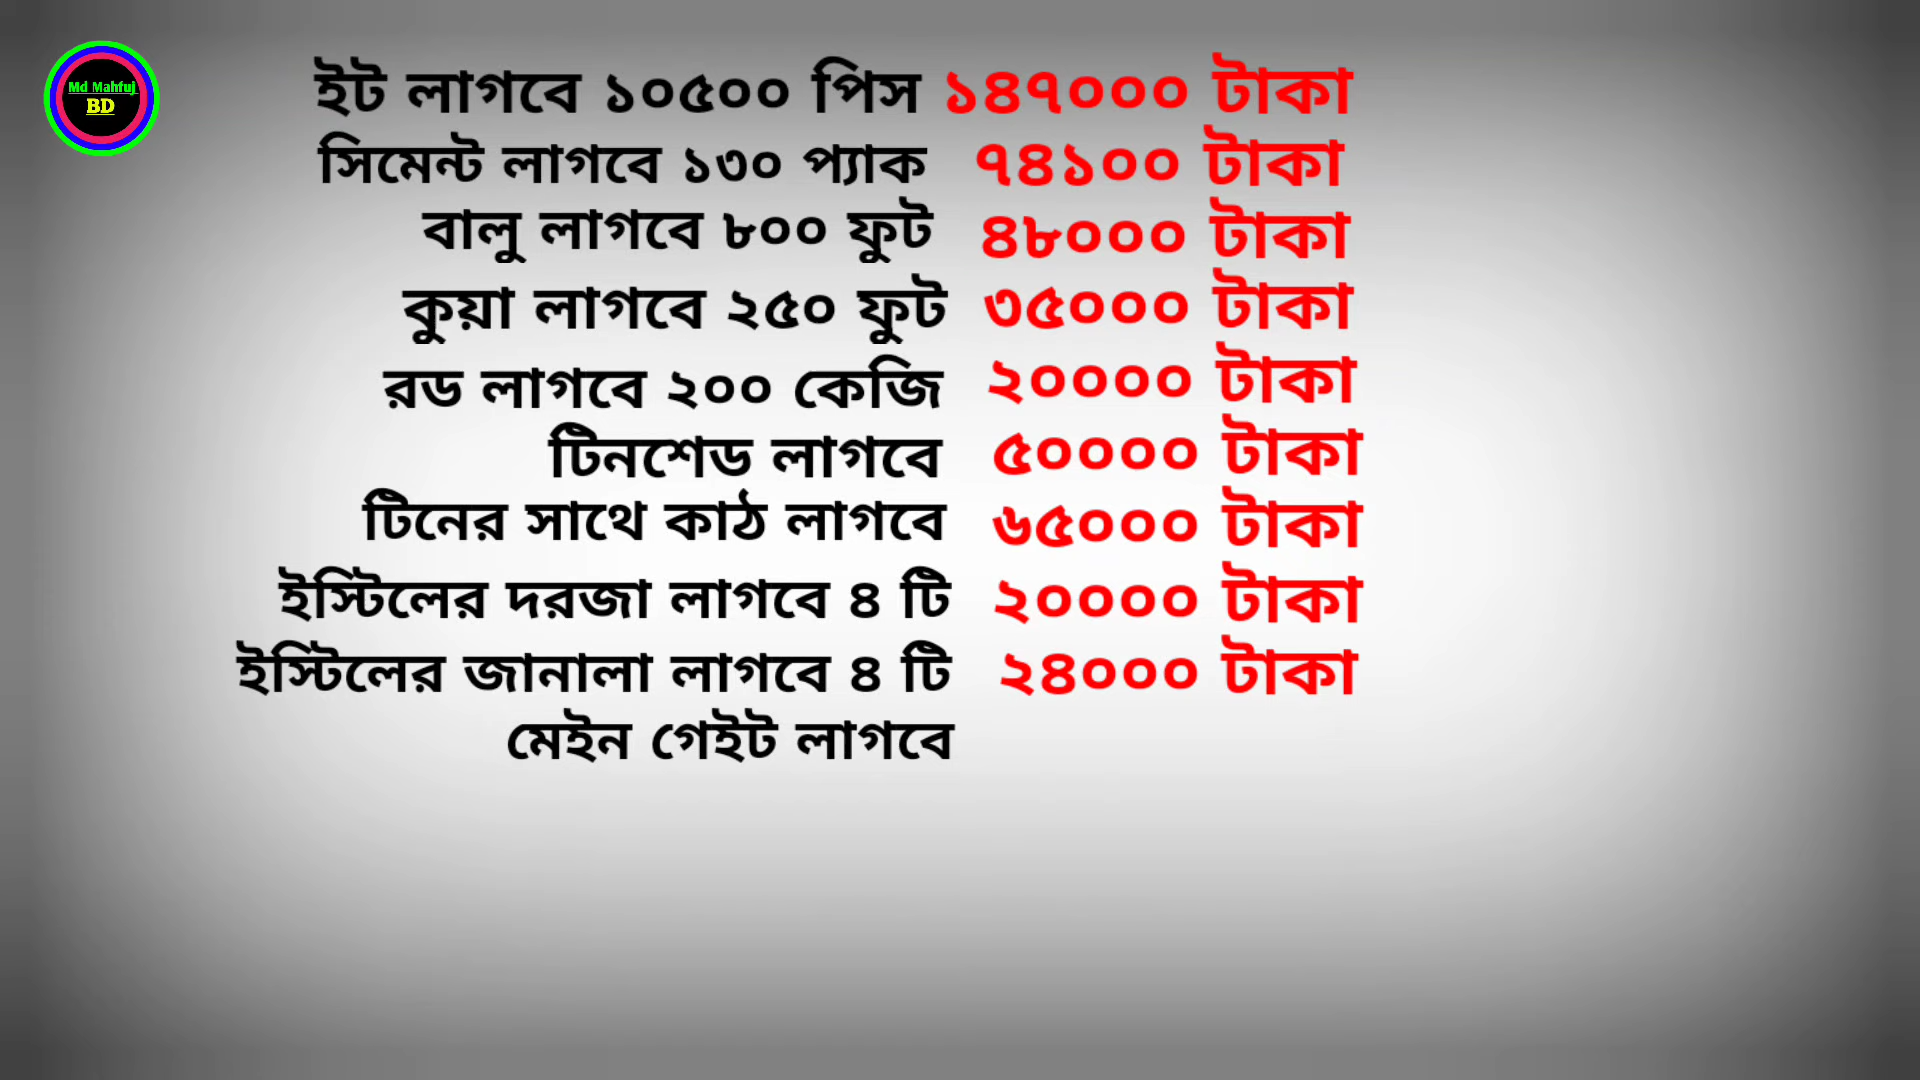 Md Mahfuj
BD
ইট লাগবে ১০৫০০ পিস ১৪৭০০০ টাকা
সিমেন্ট লাগবে ১৩০ প্যাক ৭৪১০০ টাকা
বালু লাগবে ৮০০ ফুট ৪৮০০০ টাকা
কুয়া লাগবে ২৫০ ফুট ৩৫০০০ টাকা
রড লাগবে ২০০ কেজি ২০০০০ টাকা
টিনশেড লাগবে ৫০০০০ টাকা
টিনের সাথে কাঠ লাগবে ৬৫০০০ টাকা
ইস্টিলের দরজা লাগবে ৪ টি ২০০০০ টাকা
ইস্টিলের জানালা লাগবে ৪ টি ২৪০০০ টাকা
মেইন গেইট লাগবে